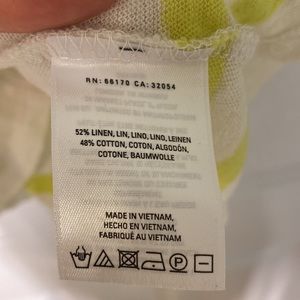 RN: 66170 CA: 32054
52% LINEN, LIN, LINO, LINO, LEINEN
48% COTTON, COTON, ALGODÓN,
COTONE, BAUMWOLLE
MADE IN VIETNAM,
HECHO EN VIETNAM,
FABRIQUÉ AU VIETNAM